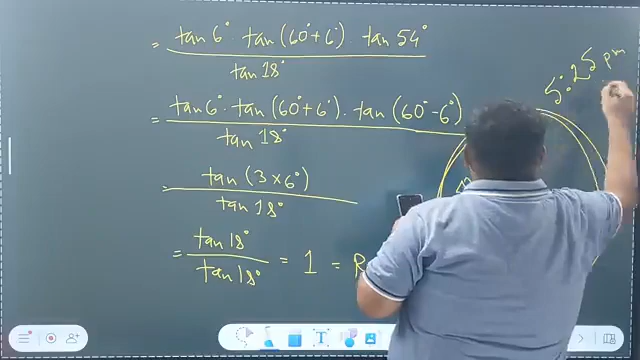 = tan 6° · tan (60° + 6°) · tan 54° / tan 18°
= tan 6° · tan (60° + 6°) · tan (60° - 6°) / tan 18°
= tan (3 × 6°) / tan 18°
= tan 18° / tan 18° = 1 = R
5:25 pm
T